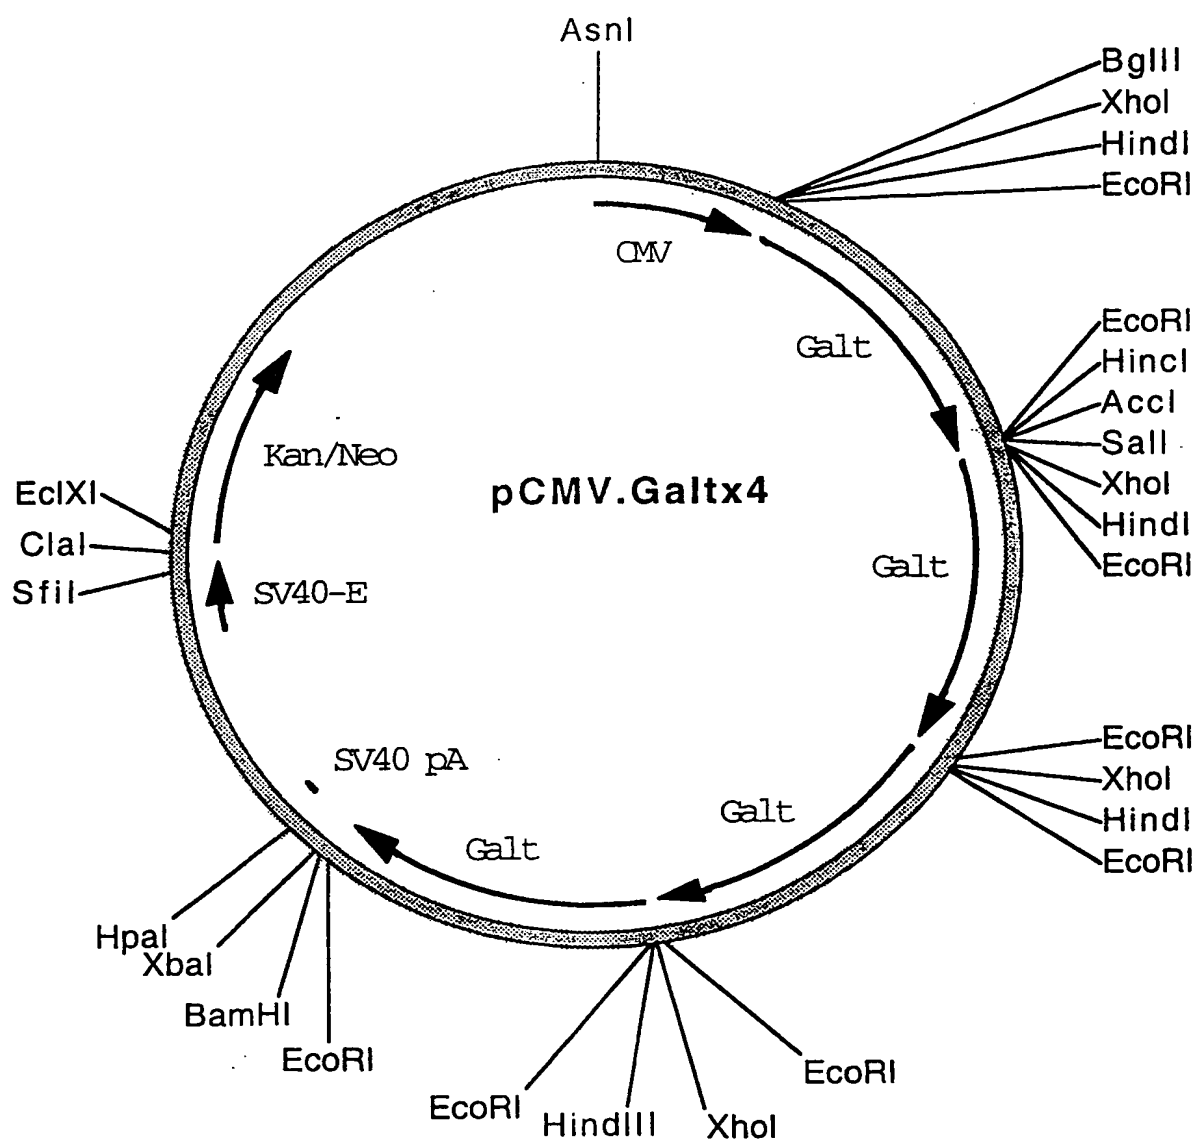 AsnI
BglII
XhoI
HindI
EcoRI
CMV
Galt
EcoRI
HincI
AccI
SalI
XhoI
HindI
EcoRI
Kan/Neo
pCMV.Galtx4
EclXI
ClaI
SfiI
SV40-E
Galt
EcoRI
XhoI
HindI
EcoRI
SV40 pA
Galt
Galt
HpaI
XbaI
BamHI
EcoRI
EcoRI
HindIII
XhoI
EcoRI